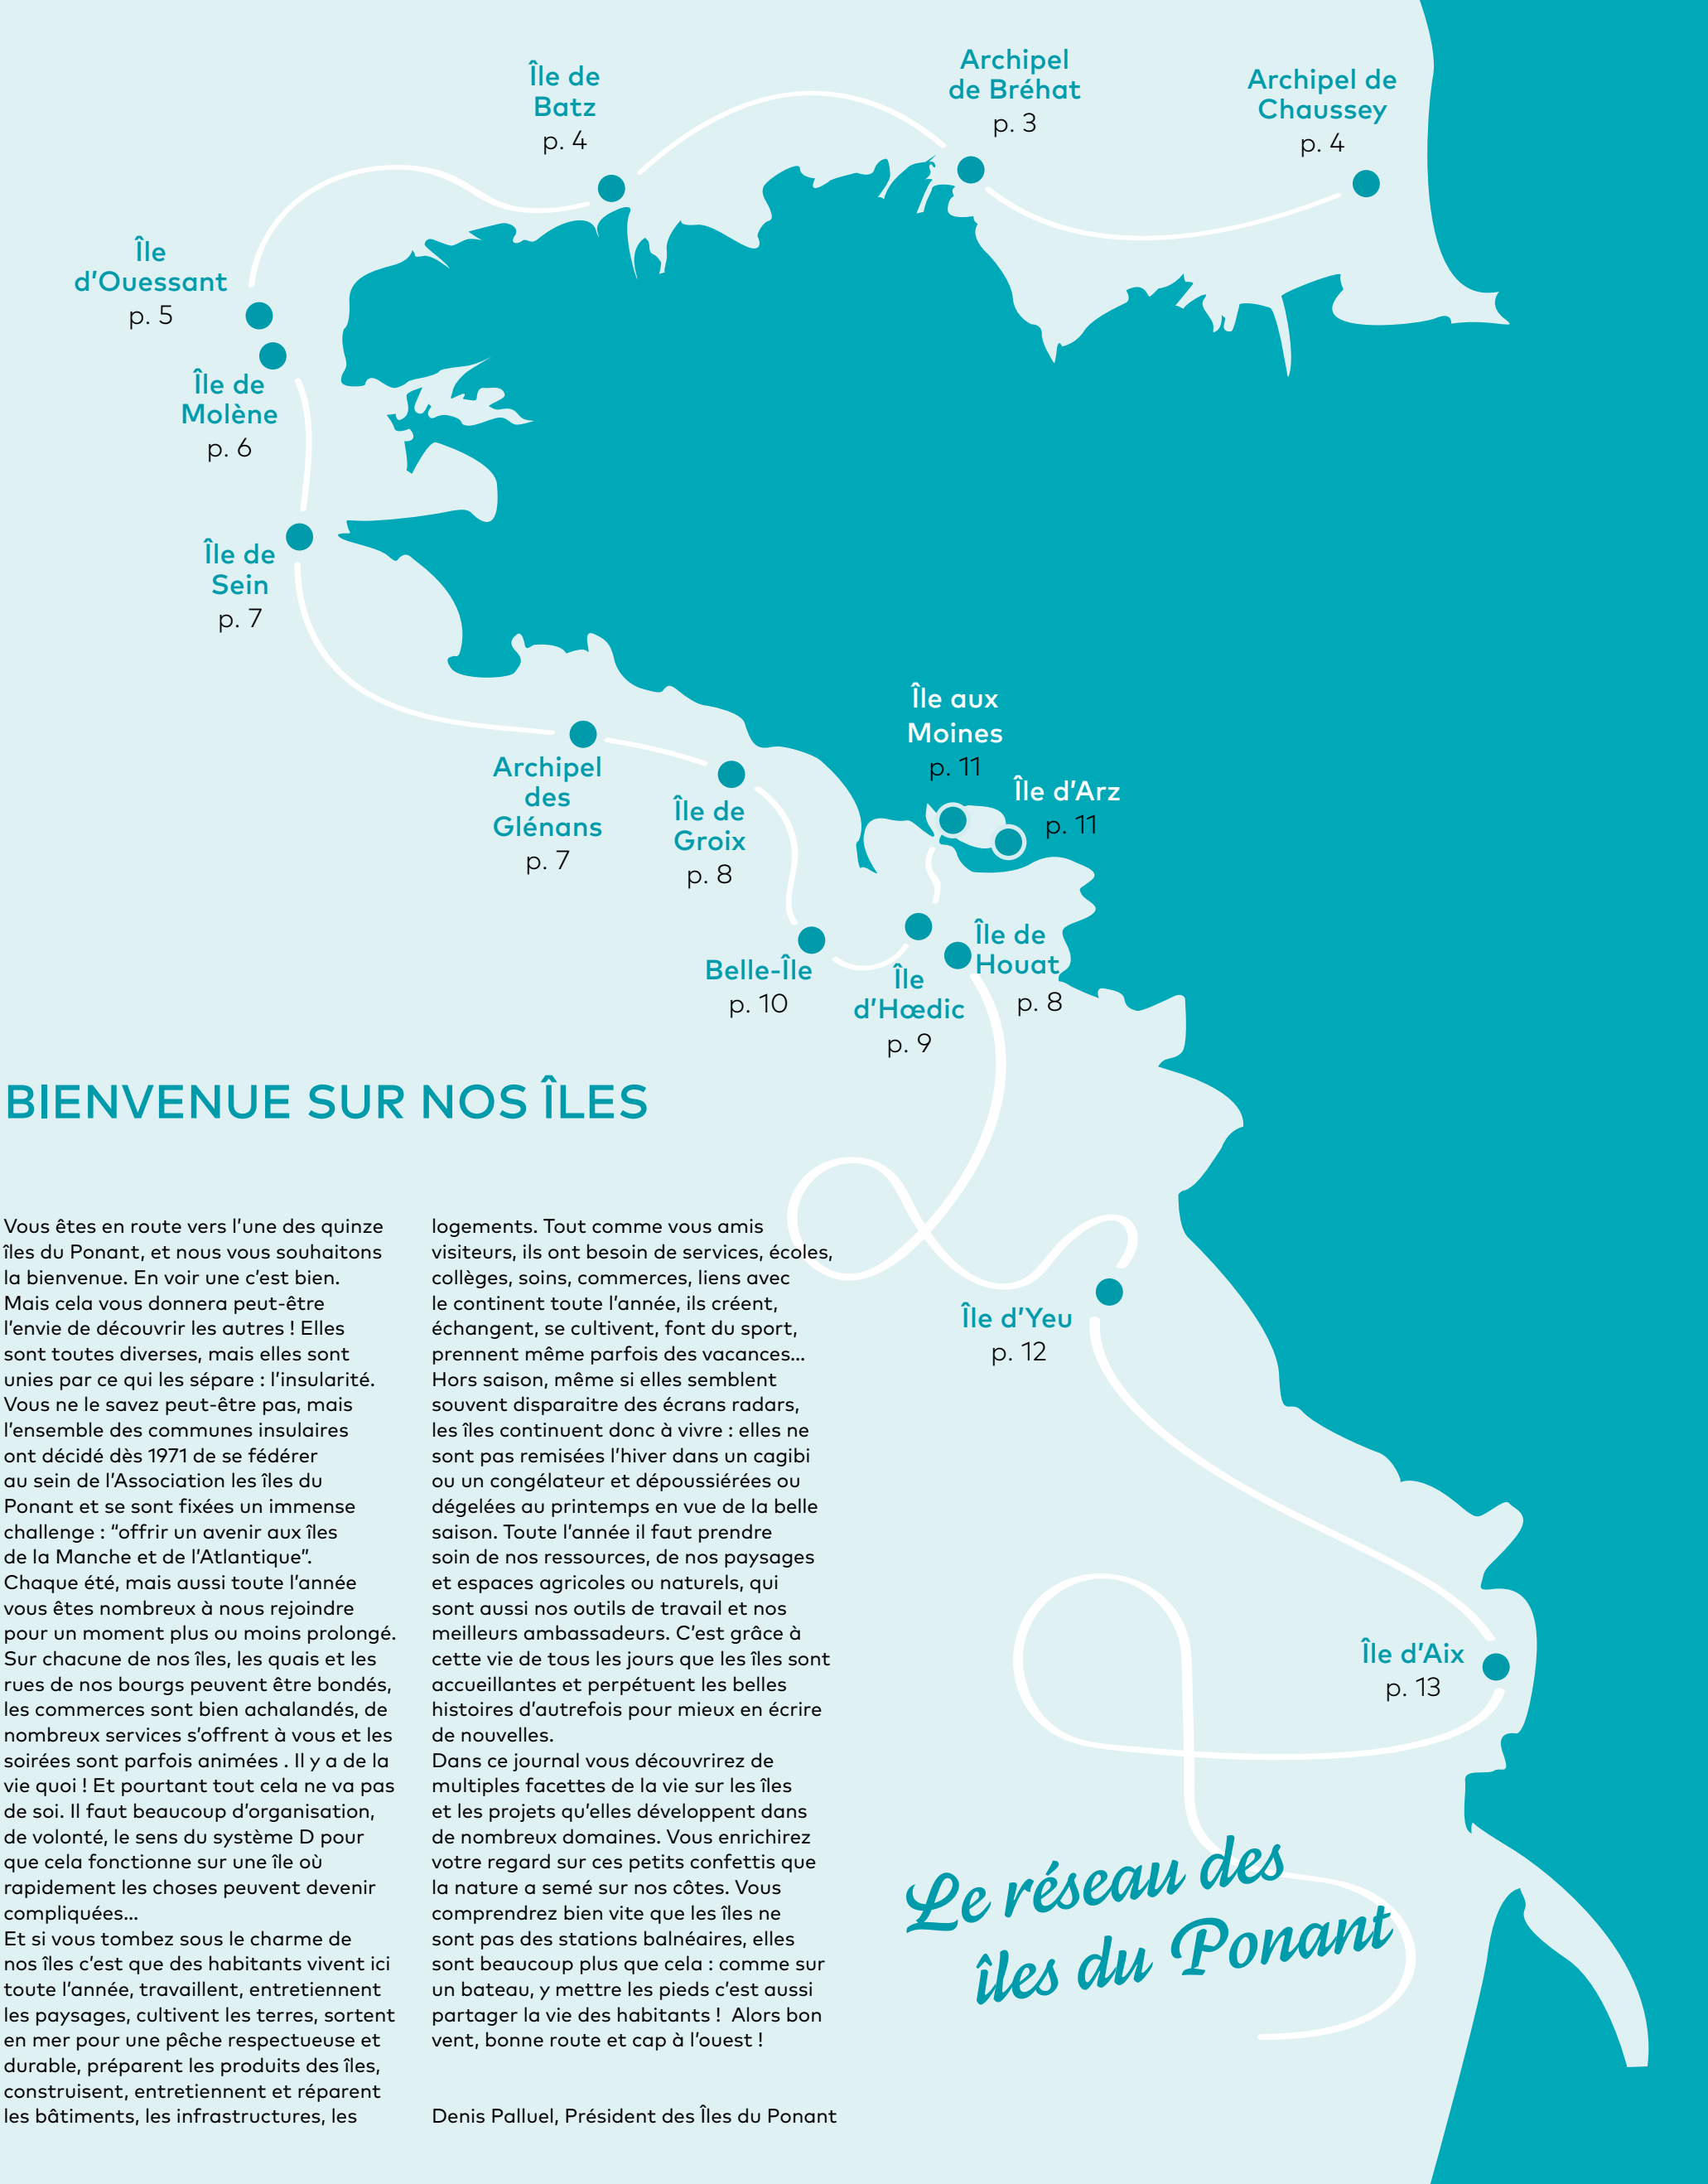 Île de
Batz
p. 4
Archipel
de Bréhat
p. 3
Archipel de
Chaussey
p. 4
Île
d’Ouessant
p. 5
Île de
Molène
p. 6
Île de
Sein
p. 7
Archipel
des
Glénans
p. 7
Île de
Groix
p. 8
Île aux
Moines
p. 11
Île d’Arz
p. 11
Belle-Île
p. 10
Île
d’Hœdic
p. 9
Île de
Houat
p. 8
Île d’Yeu
p. 12
Île d’Aix
p. 13
BIENVENUE SUR NOS ÎLES
Vous êtes en route vers l’une des quinze
îles du Ponant, et nous vous souhaitons
la bienvenue. En voir une c’est bien.
Mais cela vous donnera peut-être
l’envie de découvrir les autres ! Elles
sont toutes diverses, mais elles sont
unies par ce qui les sépare : l’insularité.
Vous ne le savez peut-être pas, mais
l’ensemble des communes insulaires
ont décidé dès 1971 de se fédérer
au sein de l’Association les îles du
Ponant et se sont fixées un immense
challenge : “offrir un avenir aux îles
de la Manche et de l’Atlantique”.
Chaque été, mais aussi toute l’année
vous êtes nombreux à nous rejoindre
pour un moment plus ou moins prolongé.
Sur chacune de nos îles, les quais et les
rues de nos bourgs peuvent être bondés,
les commerces sont bien achalandés, de
nombreux services s’offrent à vous et les
soirées sont parfois animées . Il y a de la
vie quoi ! Et pourtant tout cela ne va pas
de soi. Il faut beaucoup d’organisation,
de volonté, le sens du système D pour
que cela fonctionne sur une île où
rapidement les choses peuvent devenir
compliquées...
Et si vous tombez sous le charme de
nos îles c’est que des habitants vivent ici
toute l’année, travaillent, entretiennent
les paysages, cultivent les terres, sortent
en mer pour une pêche respectueuse et
durable, préparent les produits des îles,
construisent, entretiennent et réparent
les bâtiments, les infrastructures, les
logements. Tout comme vous amis
visiteurs, ils ont besoin de services, écoles,
collèges, soins, commerces, liens avec
le continent toute l’année, ils créent,
échangent, se cultivent, font du sport,
prennent même parfois des vacances...
Hors saison, même si elles semblent
souvent disparaitre des écrans radars,
les îles continuent donc à vivre : elles ne
sont pas remisées l’hiver dans un cagibi
ou un congélateur et dépoussiérées ou
dégelées au printemps en vue de la belle
saison. Toute l’année il faut prendre
soin de nos ressources, de nos paysages
et espaces agricoles ou naturels, qui
sont aussi nos outils de travail et nos
meilleurs ambassadeurs. C’est grâce à
cette vie de tous les jours que les îles sont
accueillantes et perpétuent les belles
histoires d’autrefois pour mieux en écrire
de nouvelles.
Dans ce journal vous découvrirez de
multiples facettes de la vie sur les îles
et les projets qu’elles développent dans
de nombreux domaines. Vous enrichirez
votre regard sur ces petits confettis que
la nature a semé sur nos côtes. Vous
comprendrez bien vite que les îles ne
sont pas des stations balnéaires, elles
sont beaucoup plus que cela : comme sur
un bateau, y mettre les pieds c’est aussi
partager la vie des habitants ! Alors bon
vent, bonne route et cap à l’ouest !
Denis Palluel, Président des Îles du Ponant
Le réseau des
îles du Ponant